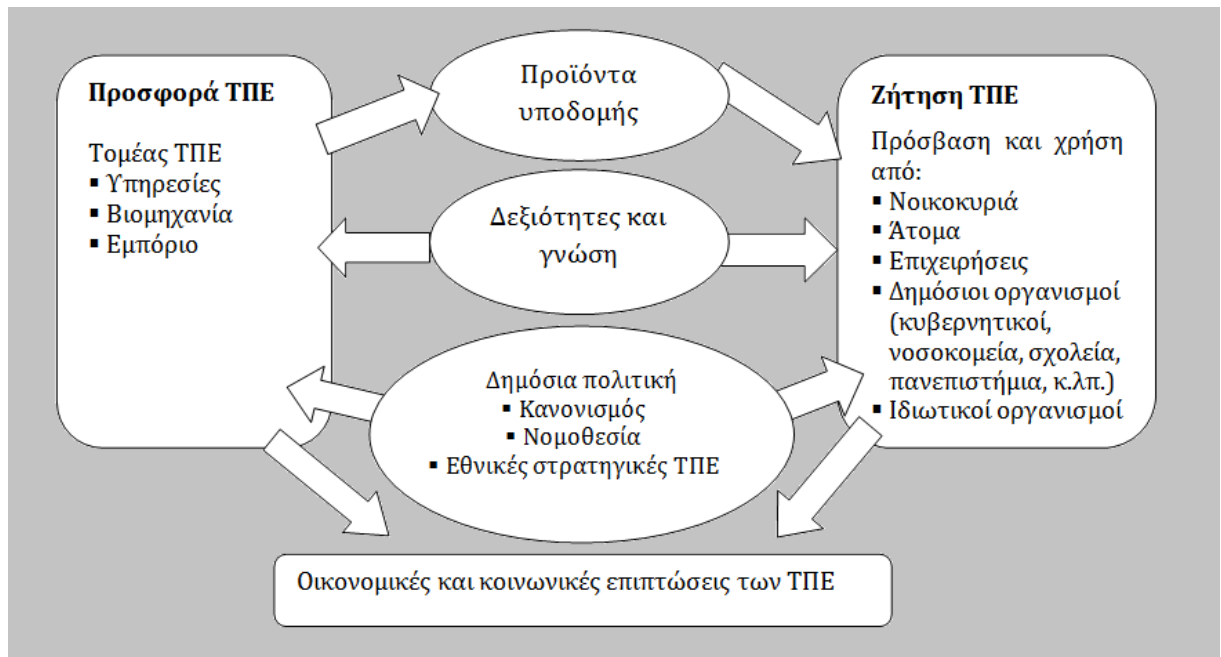 Προσφορά ΤΠΕ
Τομέας ΤΠΕ
▪ Υπηρεσίες
▪ Βιομηχανία
▪ Εμπόριο
Προϊόντα
υποδομής
Δεξιότητες και
γνώση
Δημόσια πολιτική
▪ Κανονισμός
▪ Νομοθεσία
▪ Εθνικές στρατηγικές ΤΠΕ
Ζήτηση ΤΠΕ
Πρόσβαση και χρήση
από:
▪ Νοικοκυριά
▪ Άτομα
▪ Επιχειρήσεις
▪ Δημόσιοι οργανισμοί
(κυβερνητικοί,
νοσοκομεία, σχολεία,
πανεπιστήμια, κ.λπ.)
▪ Ιδιωτικοί οργανισμοί
Οικονομικές και κοινωνικές επιπτώσεις των ΤΠΕ